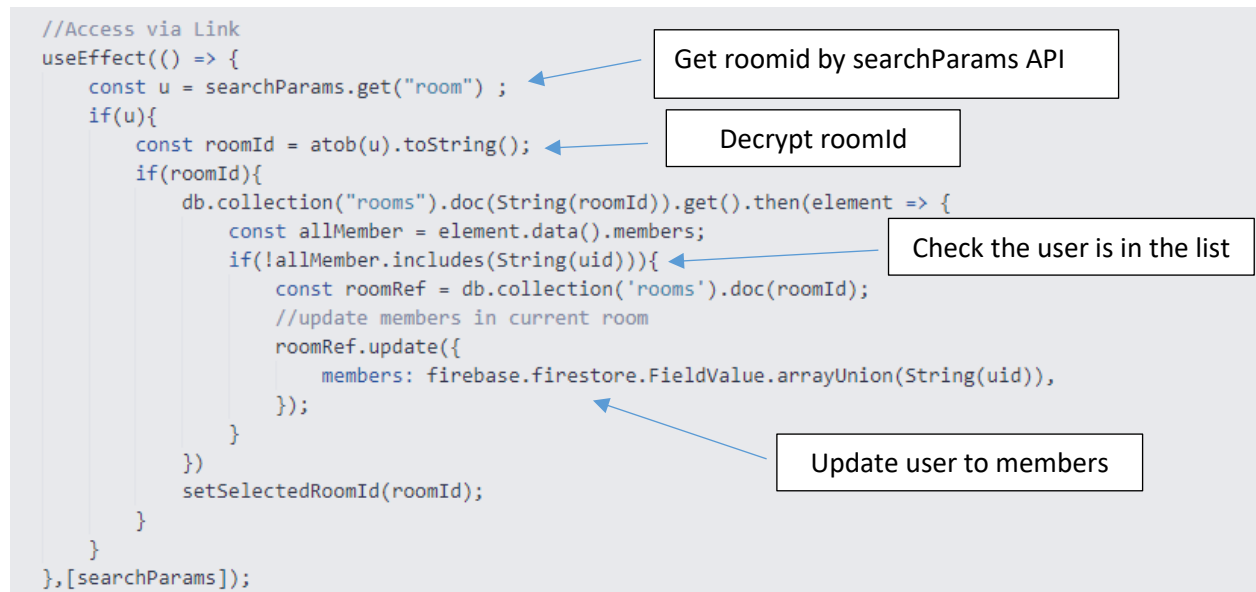 //Access via Link
useEffect(() => {
Get roomid by searchParams API
const u = searchParams.get("room") ;
if(u){
Decrypt roomId
const roomId = atob(u).toString();
if(roomId){
db.collection("rooms").doc(String(roomId)).get().then(element => {
const allMember = element.data().members;
Check the user is in the list
if(!allMember.includes(String(uid))){
const roomRef = db.collection('rooms').doc(roomId);
//update members in current room
roomRef.update({
members: firebase.firestore.FieldValue.arrayUnion(String(uid)),
});
}
Update user to members
})
setSelectedRoomId(roomId);
}
}
},[searchParams]);